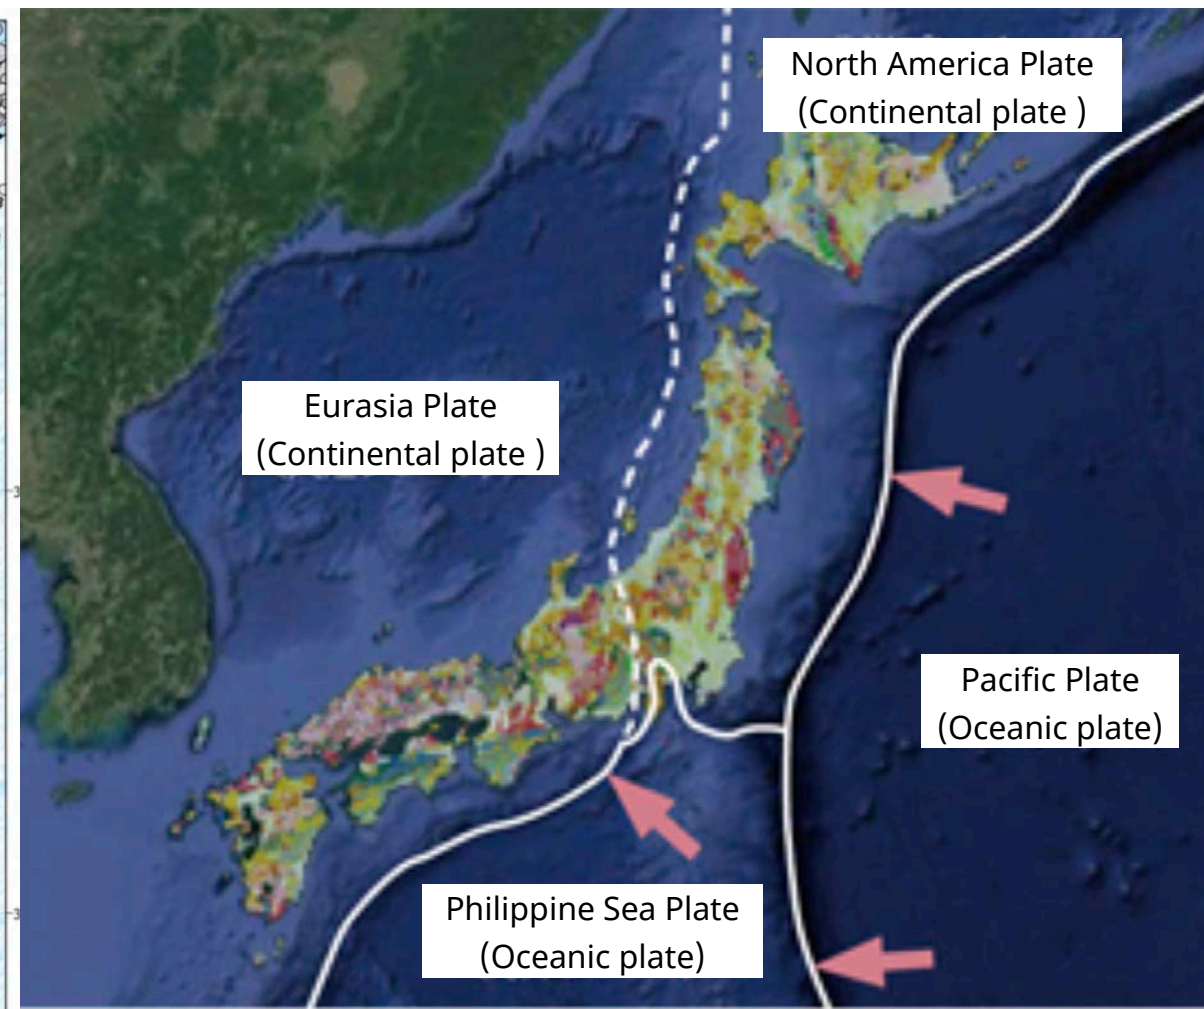 North America Plate
(Continental plate )
Eurasia Plate
(Continental plate )
Pacific Plate
(Oceanic plate)
Philippine Sea Plate
(Oceanic plate)